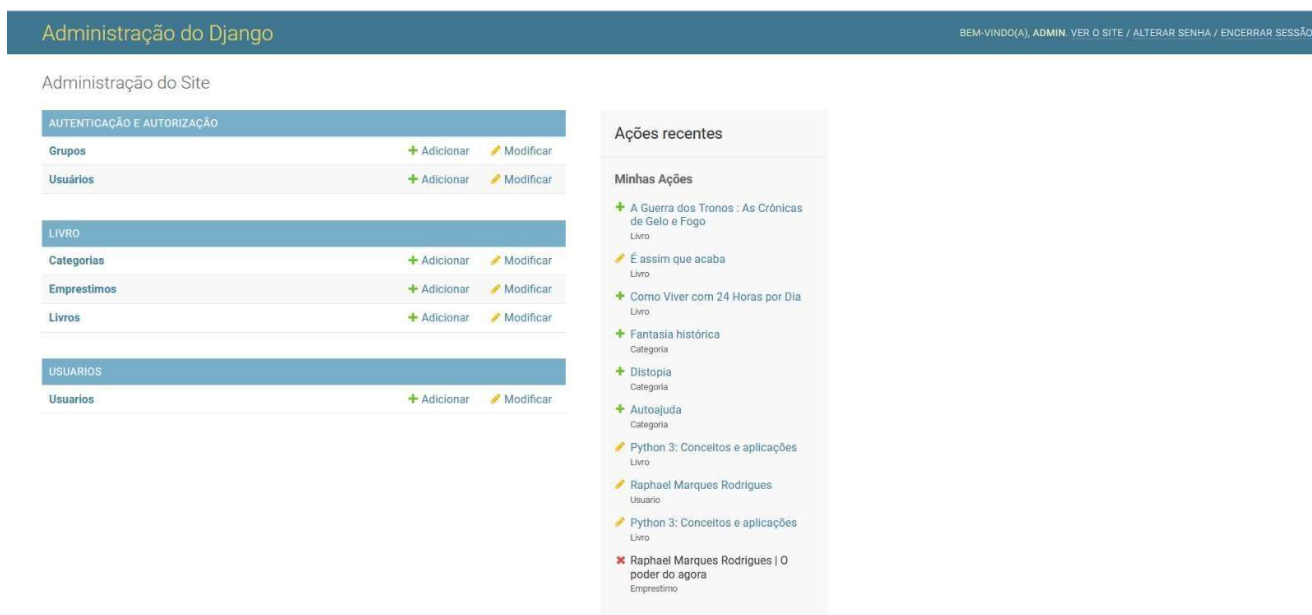 Administração do Django
BEM-VINDO(A), ADMIN. VER O SITE / ALTERAR SENHA / ENCERRAR SESSÃO
Administração do Site
AUTENTICAÇÃO E AUTORIZAÇÃO
Grupos Adicionar Modificar
Usuários Adicionar Modificar
LIVRO
Categorias Adicionar Modificar
Emprestimos Adicionar Modificar
Livros Adicionar Modificar
USUARIOS
Usuarios Adicionar Modificar
Ações recentes
Minhas Ações
A Guerra dos Tronos : As Crônicas
de Gelo e Fogo
Livro
É assim que acaba
Livro
Como Viver com 24 Horas por Dia
Livro
Fantasia histórica
Categoria
Distopia
Categoria
Autoajuda
Categoria
Python 3: Conceitos e aplicações
Livro
Raphael Marques Rodrigues
Usuario
Python 3: Conceitos e aplicações
Livro
Raphael Marques Rodrigues | O
poder do agora
Emprestimo